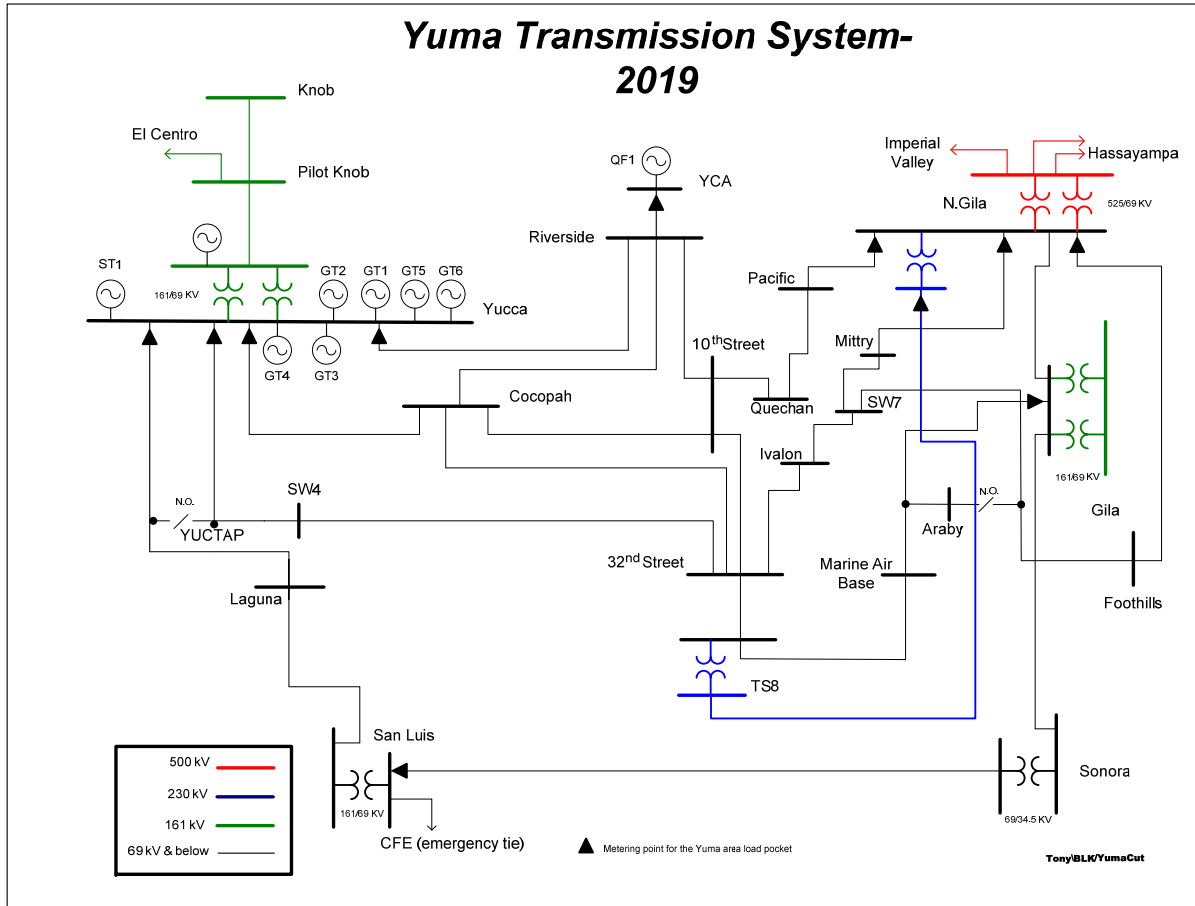 Yuma Transmission System-
2019
Knob
El Centro
Pilot Knob
ST1
161/69 KV
GT2
GT1
GT5
GT6
Yucca
GT4
GT3
QF1
YCA
Riverside
Imperial
Valley
Hassayampa
N.Gila
525/69 KV
Pacific
10th Street
Mittry
Cocopah
Quechan
SW7
Ivalon
161/69 KV
Gila
SW4
N.O.
YUCTAP
N.O.
Araby
32nd Street
Marine Air
Base
Laguna
Foothills
TS8
San Luis
161/69 KV
CFE (emergency tie)
Sonora
69/34.5 KV
500 kV
230 kV
161 kV
69 kV & below
Metering point for the Yuma area load pocket
Tony\BLK/YumaCut